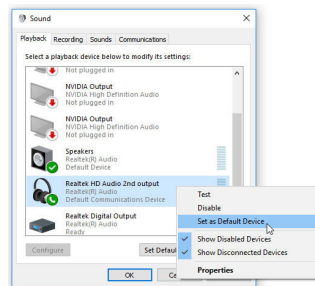 Sound
Playback Recording Sounds Communications
Select a playback device below to modify its settings:
Not plugged in
NVIDIA Output
NVIDIA High Definition Audio
Not plugged in
NVIDIA Output
NVIDIA High Definition Audio
Not plugged in
Speakers
Realtek(R) Audio
Default Device
Realtek HD Audio 2nd output
Realtek(R) Audio
Default Communications Device
Realtek Digital Output
Realtek(R) Audio
Ready
Test
Disable
Set as Default Device
Show Disabled Devices
Show Disconnected Devices
Properties
Configure Set Defau
OK Ca